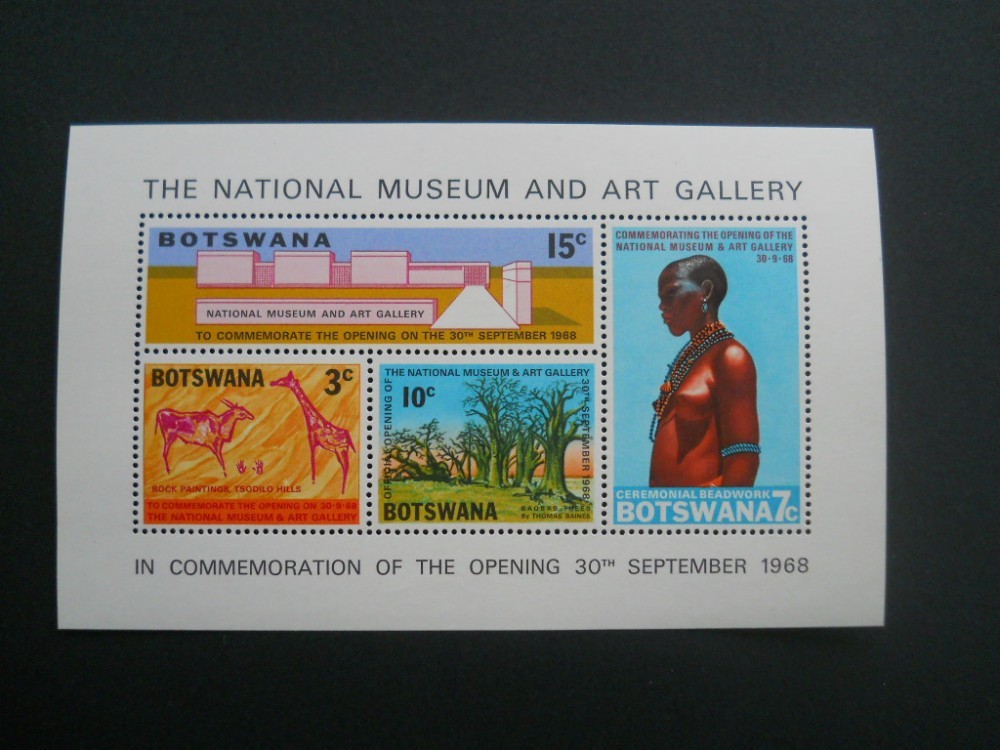 THE NATIONAL MUSEUM AND ART GALLERY
BOTSWANA 15c
NATIONAL MUSEUM AND ART GALLERY
TO COMMEMORATE THE OPENING ON THE 30TH SEPTEMBER 1968
COMMEMORATING THE OPENING OF THE
NATIONAL MUSEUM & ART GALLERY
30-9-68
CEREMONIAL BEADWORK
BOTSWANA 7c
BOTSWANA 3c
ROCK PAINTINGS, TSODILO HILLS
TO COMMEMORATE THE OPENING ON 30-9-68
THE NATIONAL MUSEUM & ART GALLERY
OFFICIAL OPENING OF
THE NATIONAL MUSEUM & ART GALLERY
30TH SEPTEMBER 1968
10c
BAOBAB TREES
By THOMAS BAINES
BOTSWANA
IN COMMEMORATION OF THE OPENING 30TH SEPTEMBER 1968